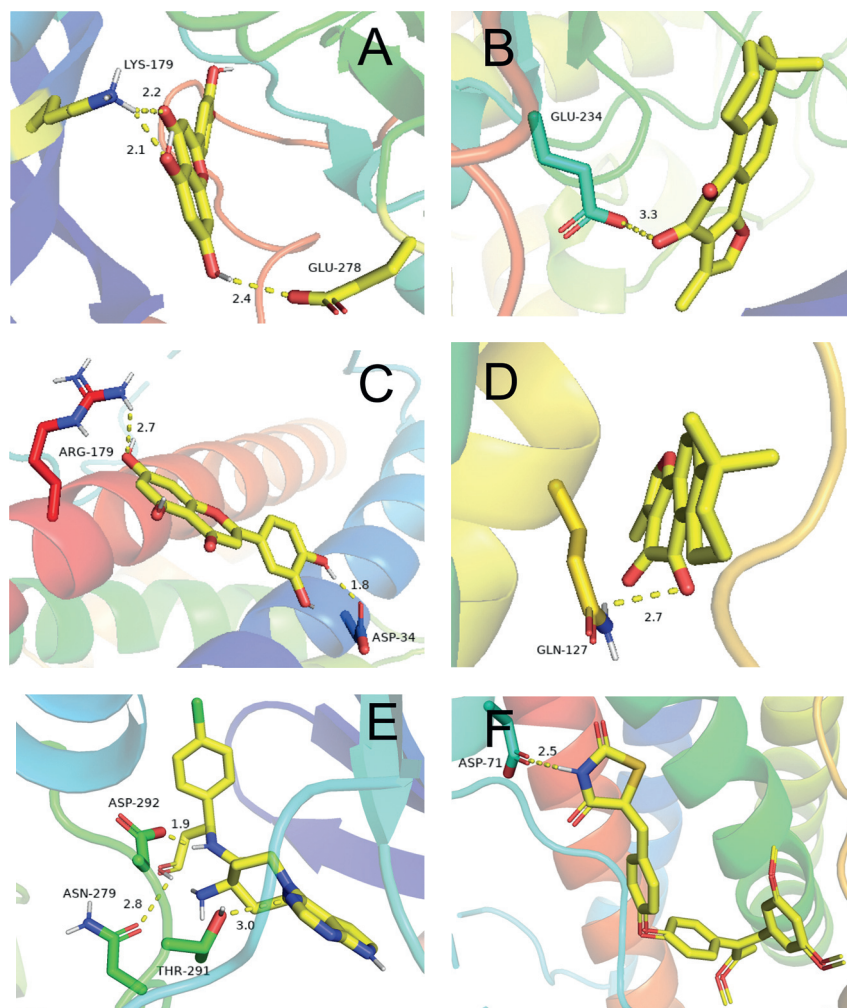 A
LYS-179
2.2
2.1
GLU-278
2.4
B
GLU-234
3.3
C
2.7
ARG-179
1.8
ASP-34
D
2.7
GLN-127
E
ASP-292
1.9
ASN-279
2.8
3.0
THR-291
F
2.5
ASP-71